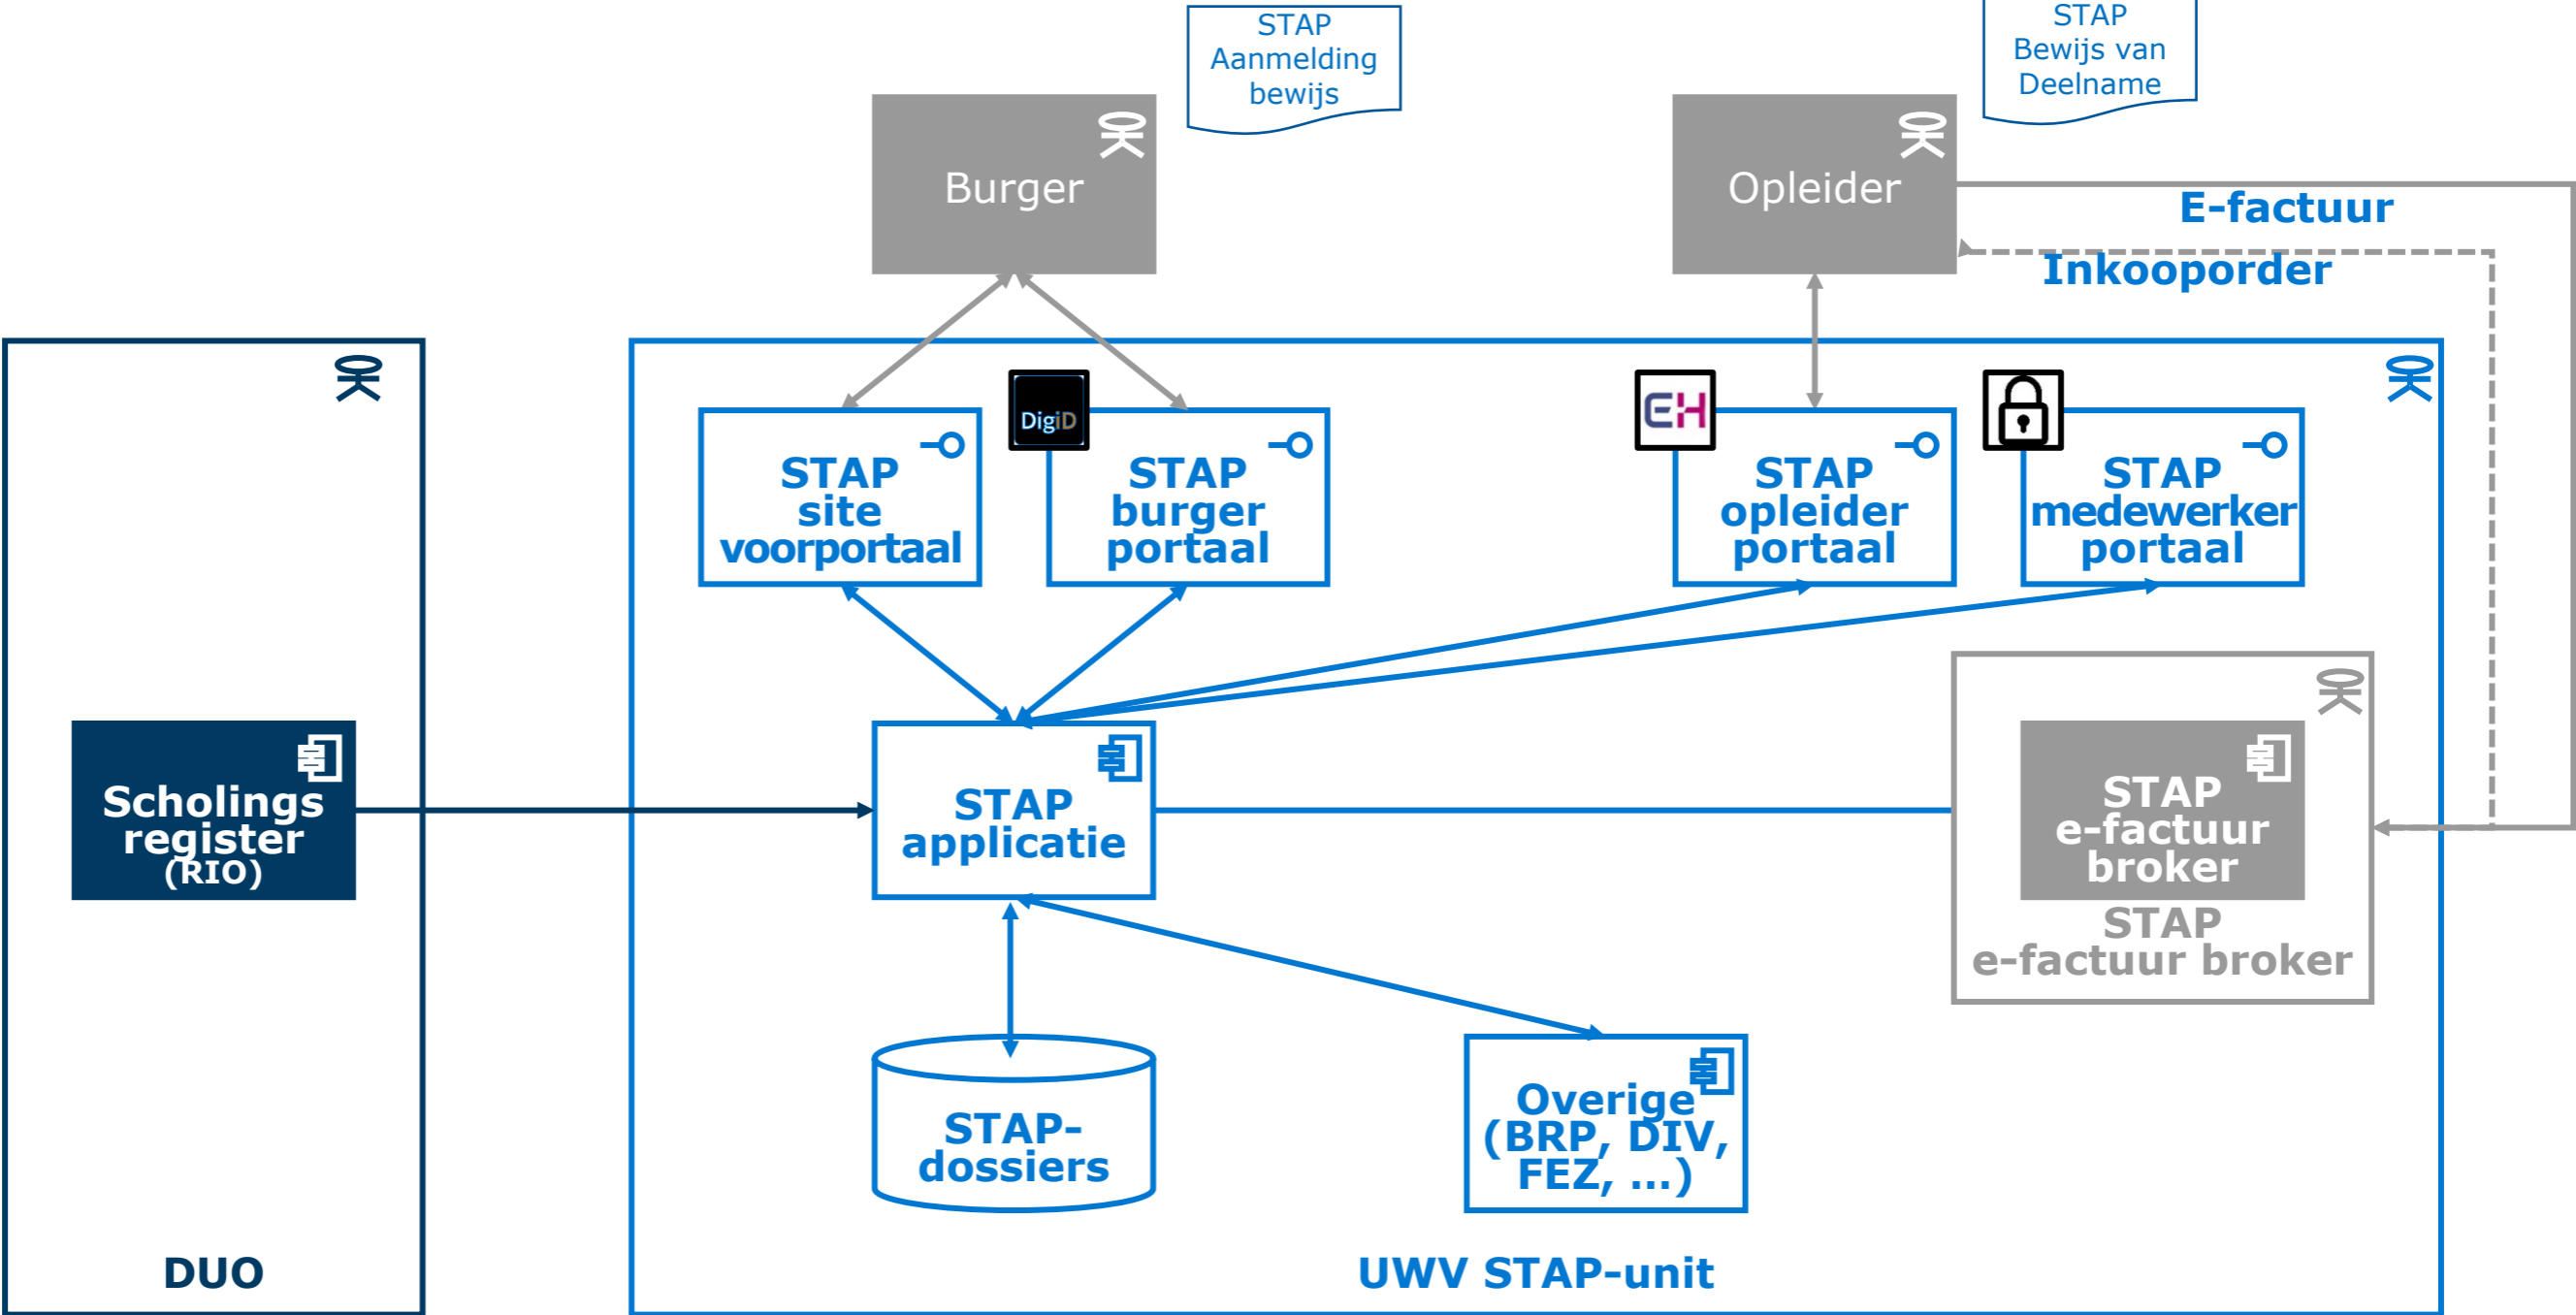 STAP
Aanmelding
bewijs
STAP
Bewijs van
Deelname
Burger
Opleider
E-factuur
Inkooporder
DigiD
EH
STAP
site
voorportaal
STAP
burger
portaal
STAP
opleider
portaal
STAP
medewerker
portaal
Scholings
register
(RIO)
STAP
applicatie
STAP
e-factuur
broker
STAP
e-factuur broker
STAP-
dossiers
Overige
(BRP, DIV,
FEZ, ...)
DUO
UWV STAP-unit